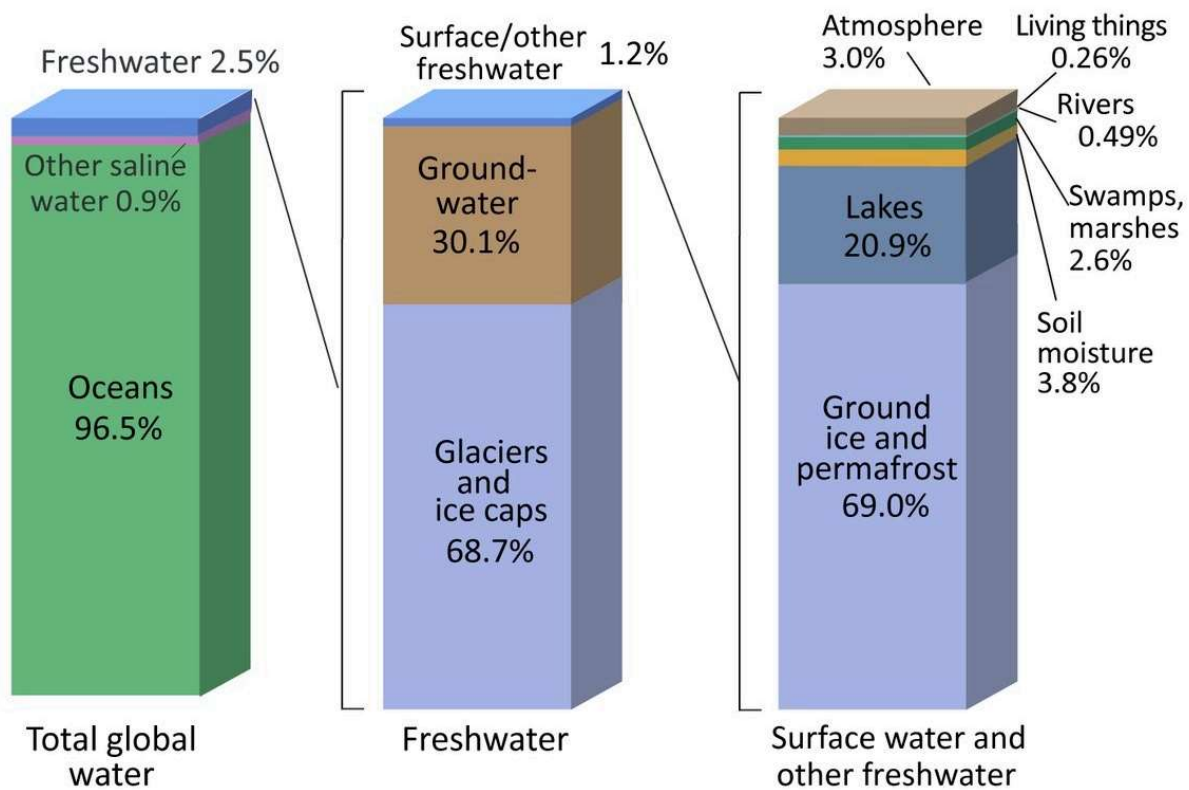 Freshwater 2.5%
Other saline
water 0.9%
Oceans
96.5%
Total global
water
Surface/other
freshwater
1.2%
Ground-
water
30.1%
Glaciers
and
ice caps
68.7%
Freshwater
Atmosphere
3.0%
Living things
0.26%
Rivers
0.49%
Swamps,
marshes
2.6%
Soil
moisture
3.8%
Lakes
20.9%
Ground
ice and
permafrost
69.0%
Surface water and
other freshwater